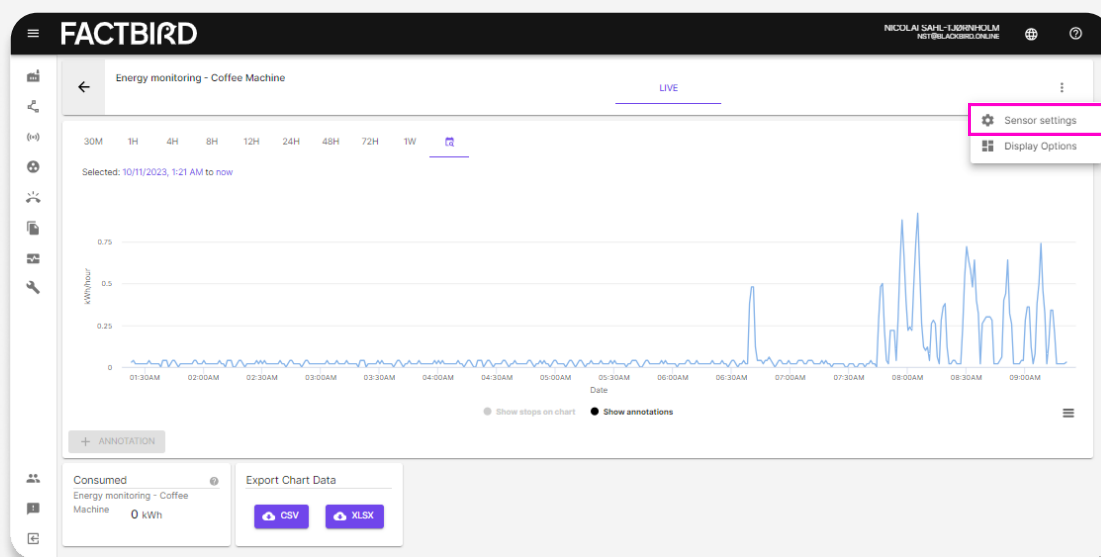 FACTBIRD
NICOLAI SAHL-TJØRNHOLM
NST@BLACKBIRD.ONLINE
Energy monitoring - Coffee Machine
LIVE
Sensor settings
Display Options
30M 1H 4H 8H 12H 24H 48H 72H 1W
Selected: 10/11/2023, 1:21 AM to now
0.75
0.5
0.25
0
kWh/hour
01:30AM 02:00AM 02:30AM 03:00AM 03:30AM 04:00AM 04:30AM 05:00AM 05:30AM 06:00AM 06:30AM 07:00AM 07:30AM 08:00AM 08:30AM 09:00AM
Date
Show stops on chart Show annotations
+ ANNOTATION
Consumed
Energy monitoring - Coffee
Machine 0 kWh
Export Chart Data
CSV XLSX